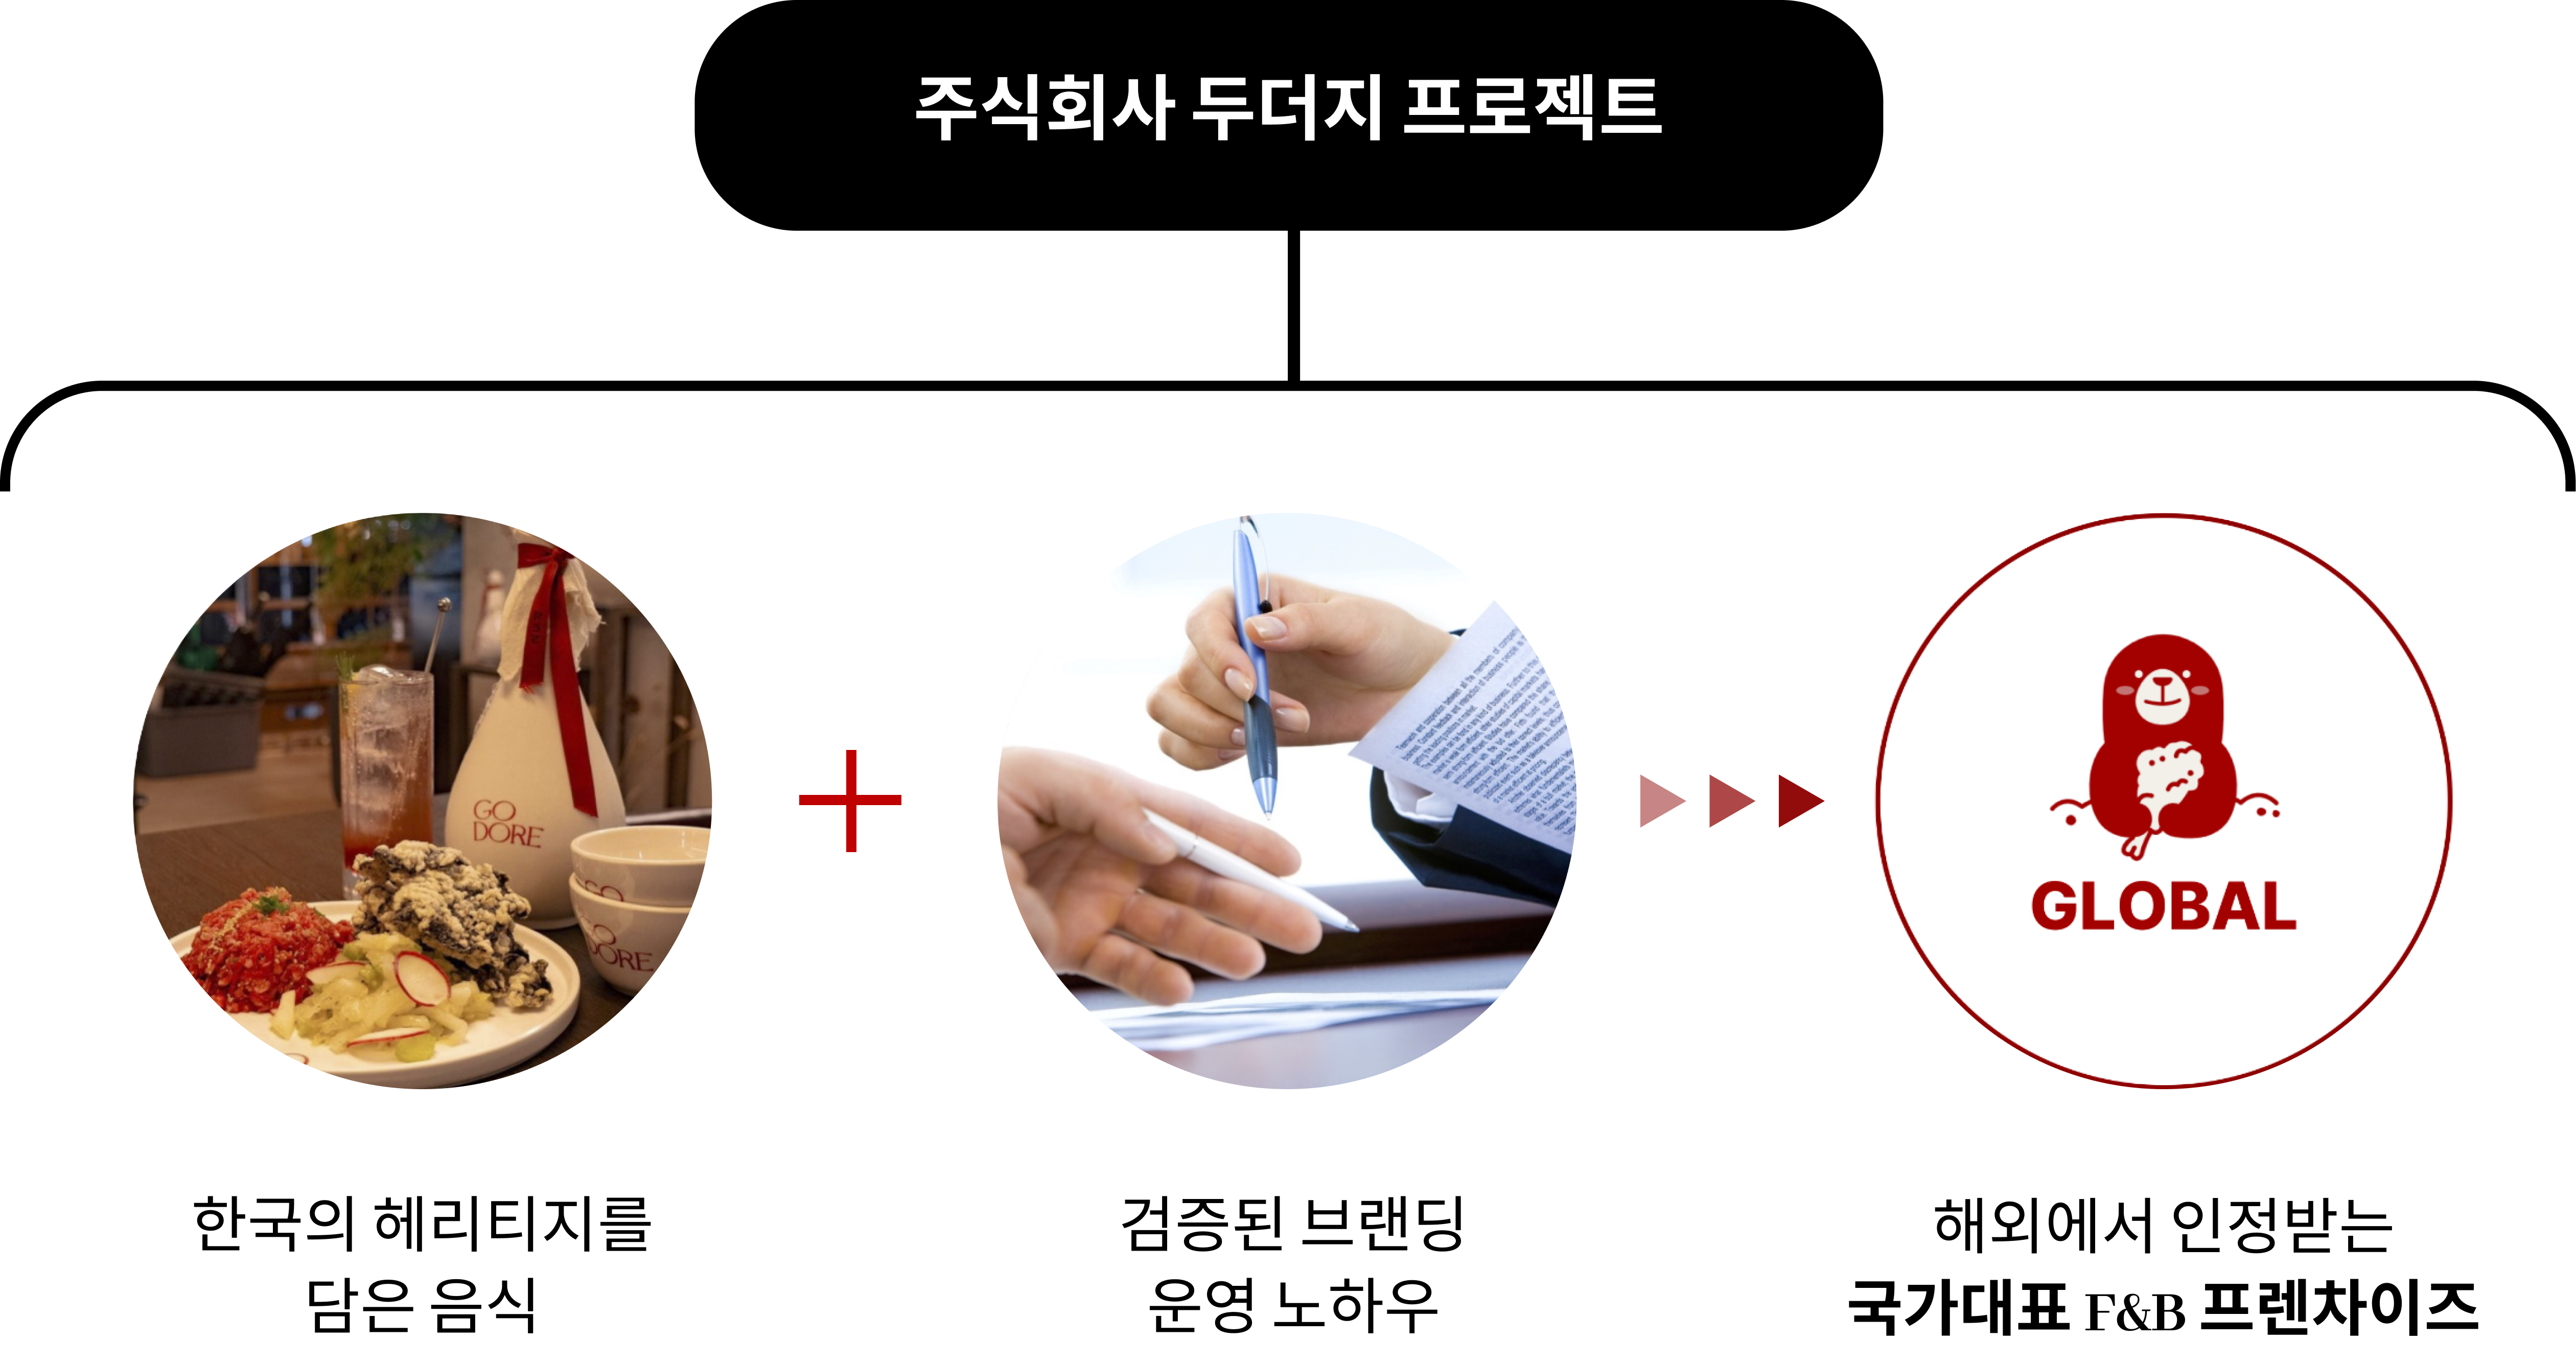 주식회사 두더지 프로젝트
GO
DORE
GLOBAL
한국의 헤리티지를
담은 음식
검증된 브랜딩
운영 노하우
해외에서 인정받는
국가대표 F&B 프렌차이즈